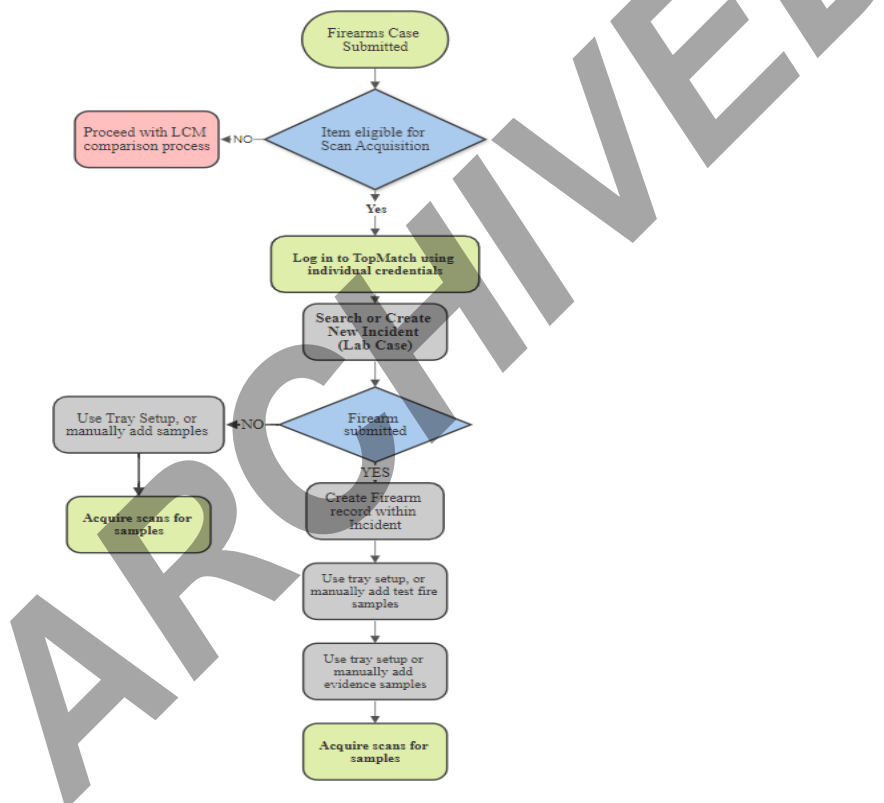 Firearms Case
Submitted
Item eligible for
Scan Acquisition
NO
Proceed with LCM
comparison process
Yes
Log in to TopMatch using
individual credentials
Search or Create
New Incident
(Lab Case)
Firearm
submitted
NO
Use Tray Setup, or
manually add samples
Acquire scans for
samples
YES
Create Firearm
record within
Incident
Use tray setup, or
manually add test fire
samples
Use tray setup or
manually add
evidence samples
Acquire scans for
samples
ARCHIVED